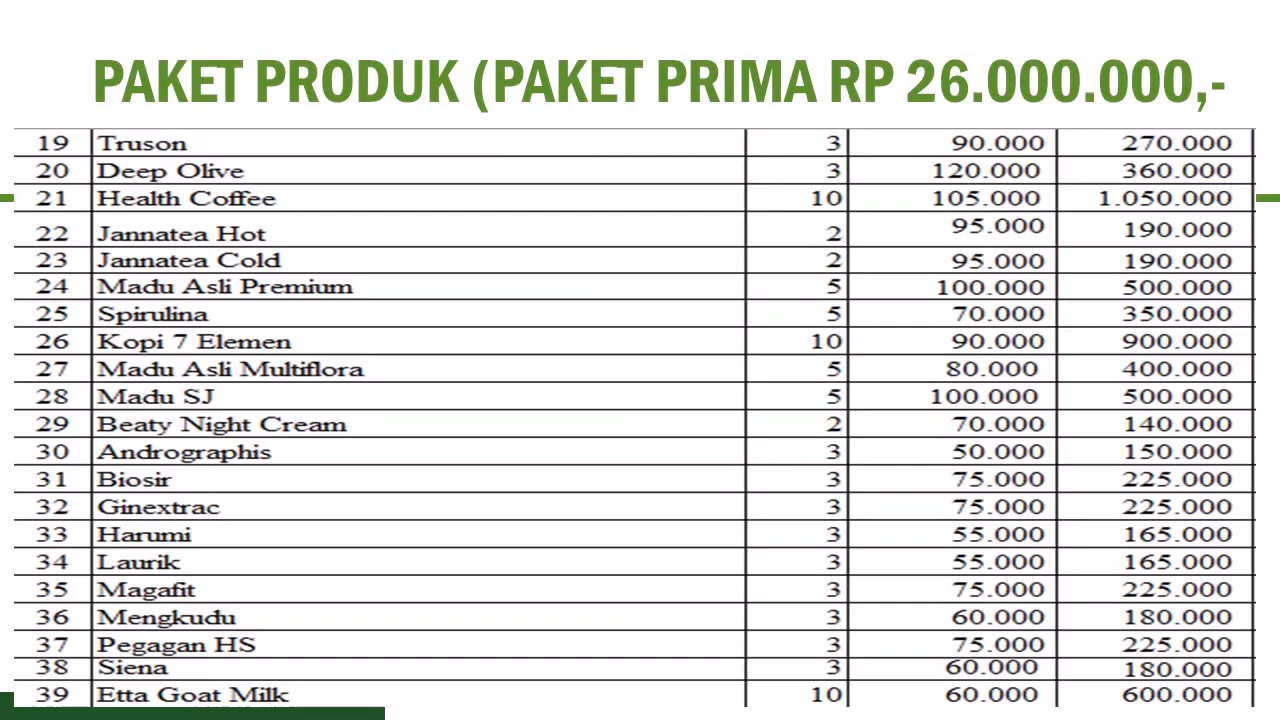 PAKET PRODUK (PAKET PRIMA RP 26.000.000,-
19 Truson 3 90.000 270.000
20 Deep Olive 3 120.000 360.000
21 Health Coffee 10 105.000 1.050.000
22 Jannatea Hot 2 95.000 190.000
23 Jannatea Cold 2 95.000 190.000
24 Madu Asli Premium 5 100.000 500.000
25 Spirulina 5 70.000 350.000
26 Kopi 7 Elemen 10 90.000 900.000
27 Madu Asli Multiflora 5 80.000 400.000
28 Madu SJ 5 100.000 500.000
29 Beaty Night Cream 2 70.000 140.000
30 Andrographis 3 50.000 150.000
31 Biosir 3 75.000 225.000
32 Ginextrac 3 75.000 225.000
33 Harumi 3 55.000 165.000
34 Laurik 3 55.000 165.000
35 Magafit 3 75.000 225.000
36 Mengkudu 3 60.000 180.000
37 Pegagan HS 3 75.000 225.000
38 Siena 3 60.000 180.000
39 Etta Goat Milk 10 60.000 600.000